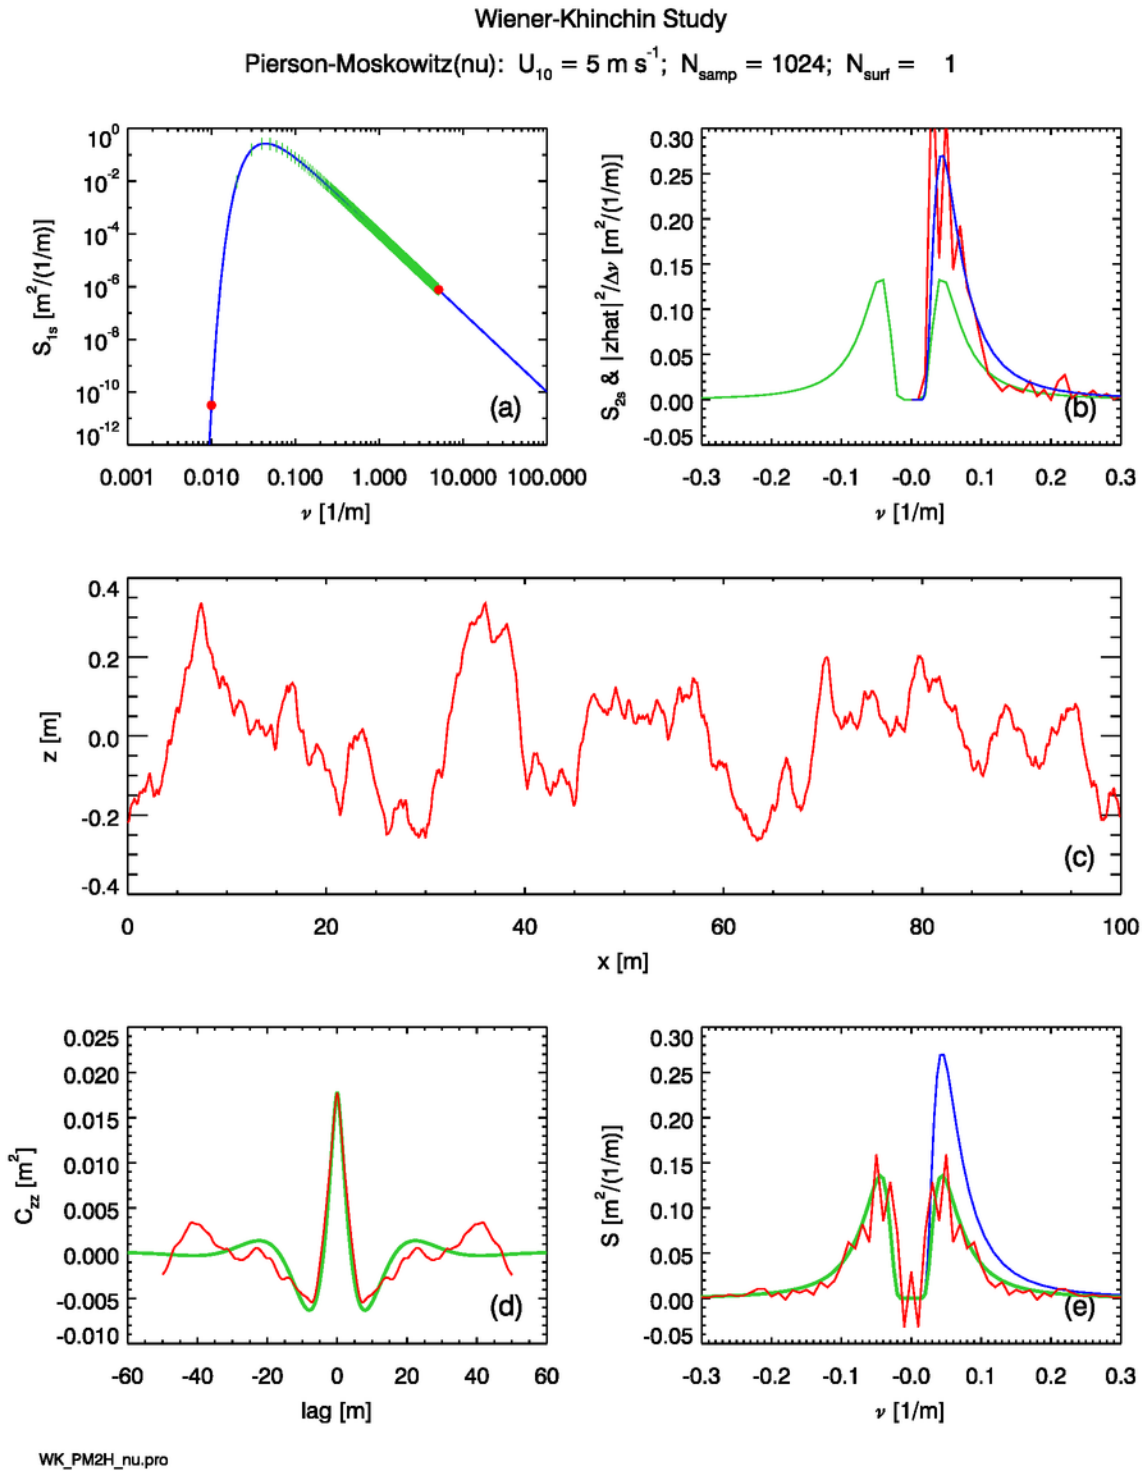 Wiener-Khinchin Study
Pierson-Moskowitz(nu): U₁₀ = 5 m s⁻¹; N_samp = 1024; N_surf = 1
S₁ₛ [m²/(1/m)]
10⁰
10⁻²
10⁻⁴
10⁻⁶
10⁻⁸
10⁻¹⁰
10⁻¹²
(a)
0.001 0.010 0.100 1.000 10.000 100.000
ν [1/m]
S₂ₛ & |zhat|²/Δν [m²/(1/m)]
0.30
0.25
0.20
0.15
0.10
0.05
0.00
-0.05
(b)
-0.3 -0.2 -0.1 -0.0 0.1 0.2 0.3
ν [1/m]
z [m]
0.4
0.2
0.0
-0.2
-0.4
(c)
0 20 40 60 80 100
x [m]
C_zz [m²]
0.025
0.020
0.015
0.010
0.005
0.000
-0.005
-0.010
(d)
-60 -40 -20 0 20 40 60
lag [m]
S [m²/(1/m)]
0.30
0.25
0.20
0.15
0.10
0.05
0.00
-0.05
(e)
-0.3 -0.2 -0.1 -0.0 0.1 0.2 0.3
ν [1/m]
WK_PM2H_nu.pro